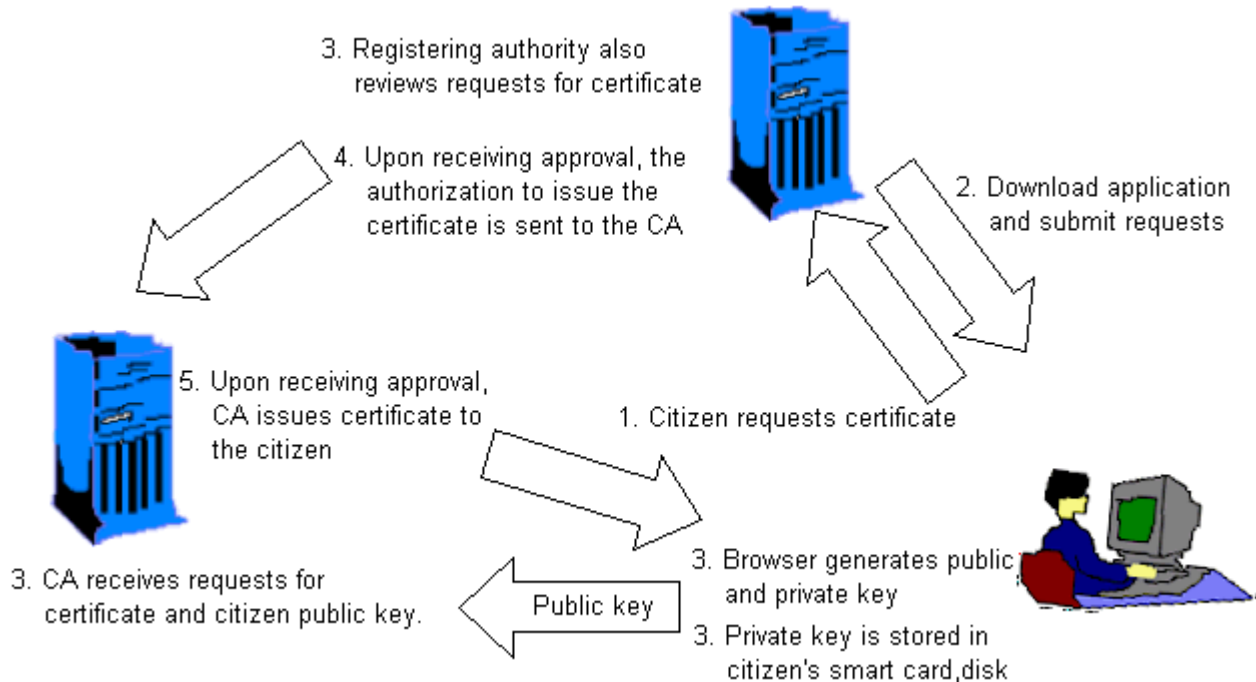 3. Registering authority also
reviews requests for certificate
4. Upon receiving approval, the
authorization to issue the
certificate is sent to the CA
2. Download application
and submit requests
5. Upon receiving approval,
CA issues certificate to
the citizen
1. Citizen requests certificate
3. CA receives requests for
certificate and citizen public key.
Public key
3. Browser generates public
and private key
3. Private key is stored in
citizen's smart card,disk